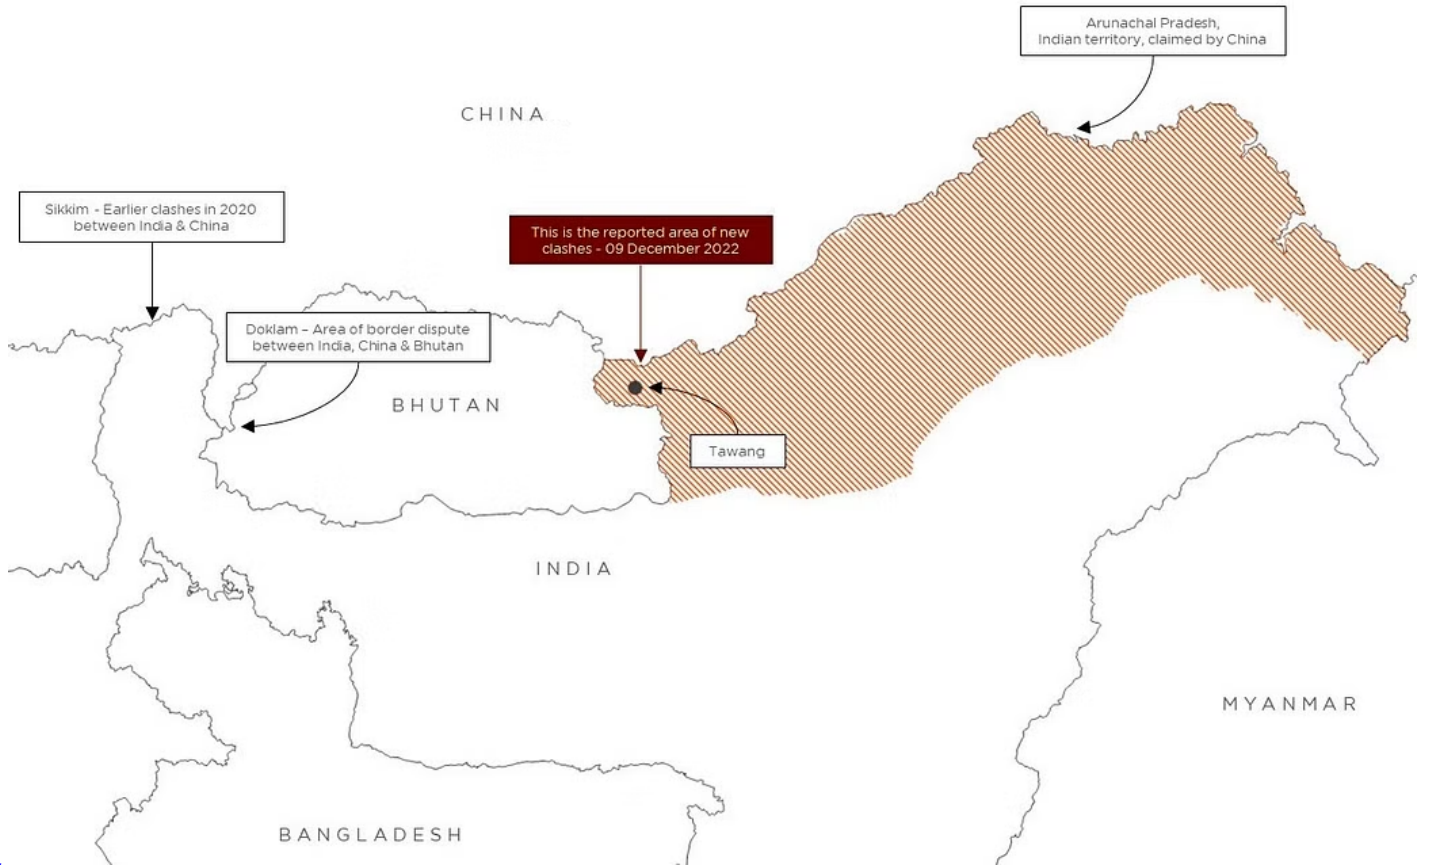 Arunachal Pradesh,
Indian territory, claimed by China
CHINA
Sikkim - Earlier clashes in 2020
between India & China
This is the reported area of new
clashes - 09 December 2022
Doklam – Area of border dispute
between India, China & Bhutan
BHUTAN
Tawang
INDIA
MYANMAR
BANGLADESH